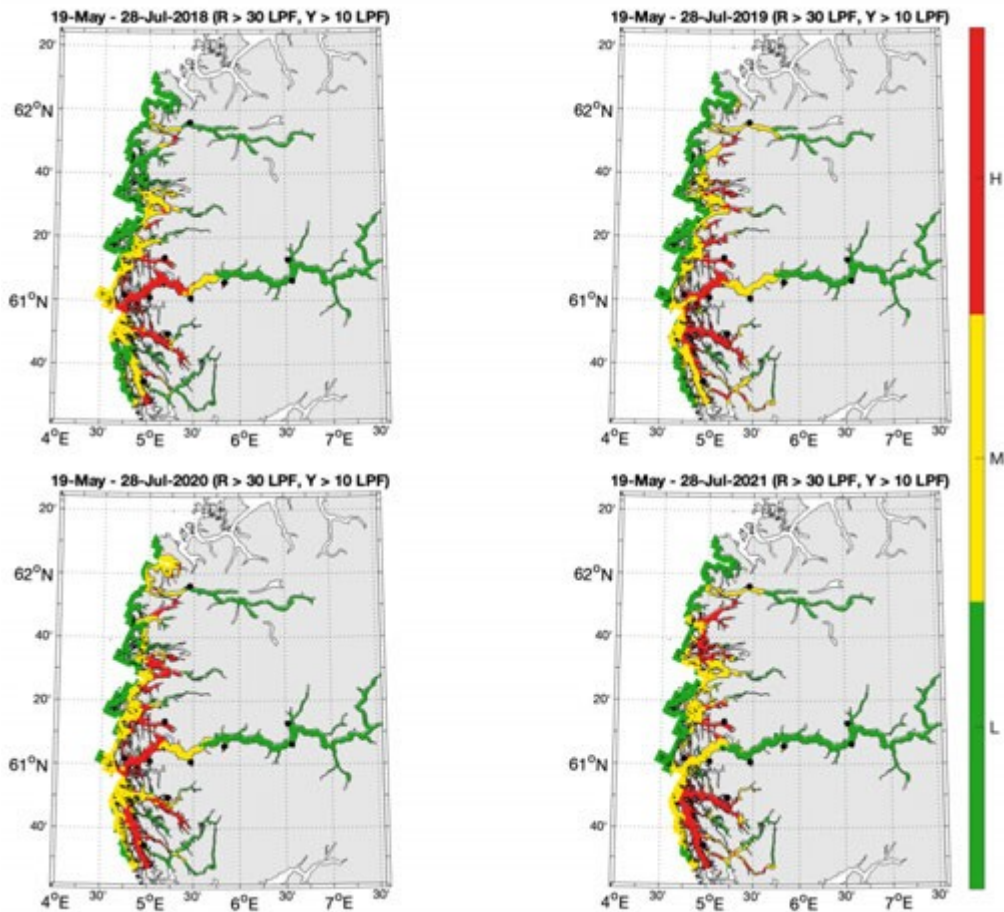 19-May - 28-Jul-2018 (R > 30 LPF, Y > 10 LPF)
20'
62°N
40'
20'
61°N
40'
4°E 30' 5°E 30' 6°E 30' 7°E 30'
19-May - 28-Jul-2019 (R > 30 LPF, Y > 10 LPF)
20'
62°N
40'
20'
61°N
40'
4°E 30' 5°E 30' 6°E 30' 7°E 30'
H
M
L
19-May - 28-Jul-2020 (R > 30 LPF, Y > 10 LPF)
20'
62°N
40'
20'
61°N
40'
4°E 30' 5°E 30' 6°E 30' 7°E 30'
19-May - 28-Jul-2021 (R > 30 LPF, Y > 10 LPF)
20'
62°N
40'
20'
61°N
40'
4°E 30' 5°E 30' 6°E 30' 7°E 30'